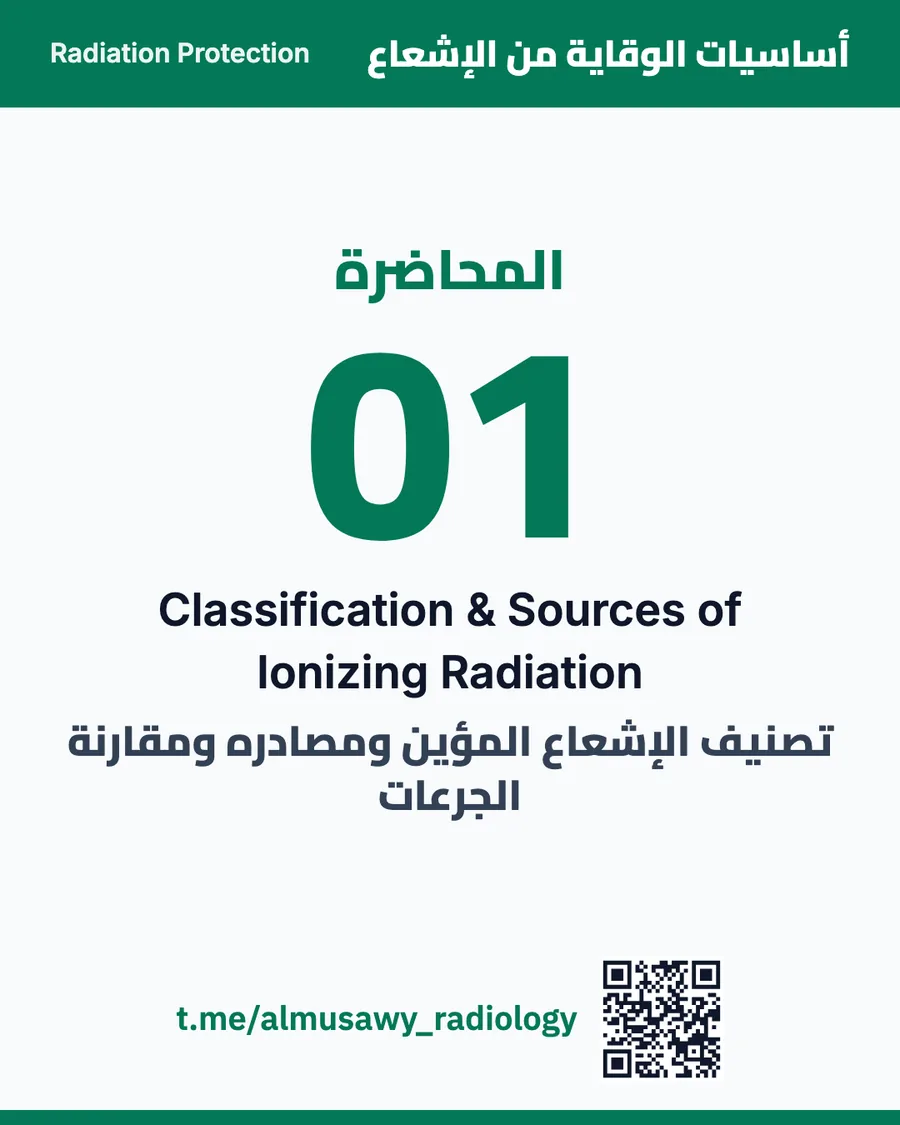 أساسيات الوقاية من الإشعاع
Radiation Protection
المحاضرة
01
Classification & Sources of
Ionizing Radiation
تصنيف الإشعاع المؤين ومصادره ومقارنة
الجرعات
t.me/almusawy_radiology